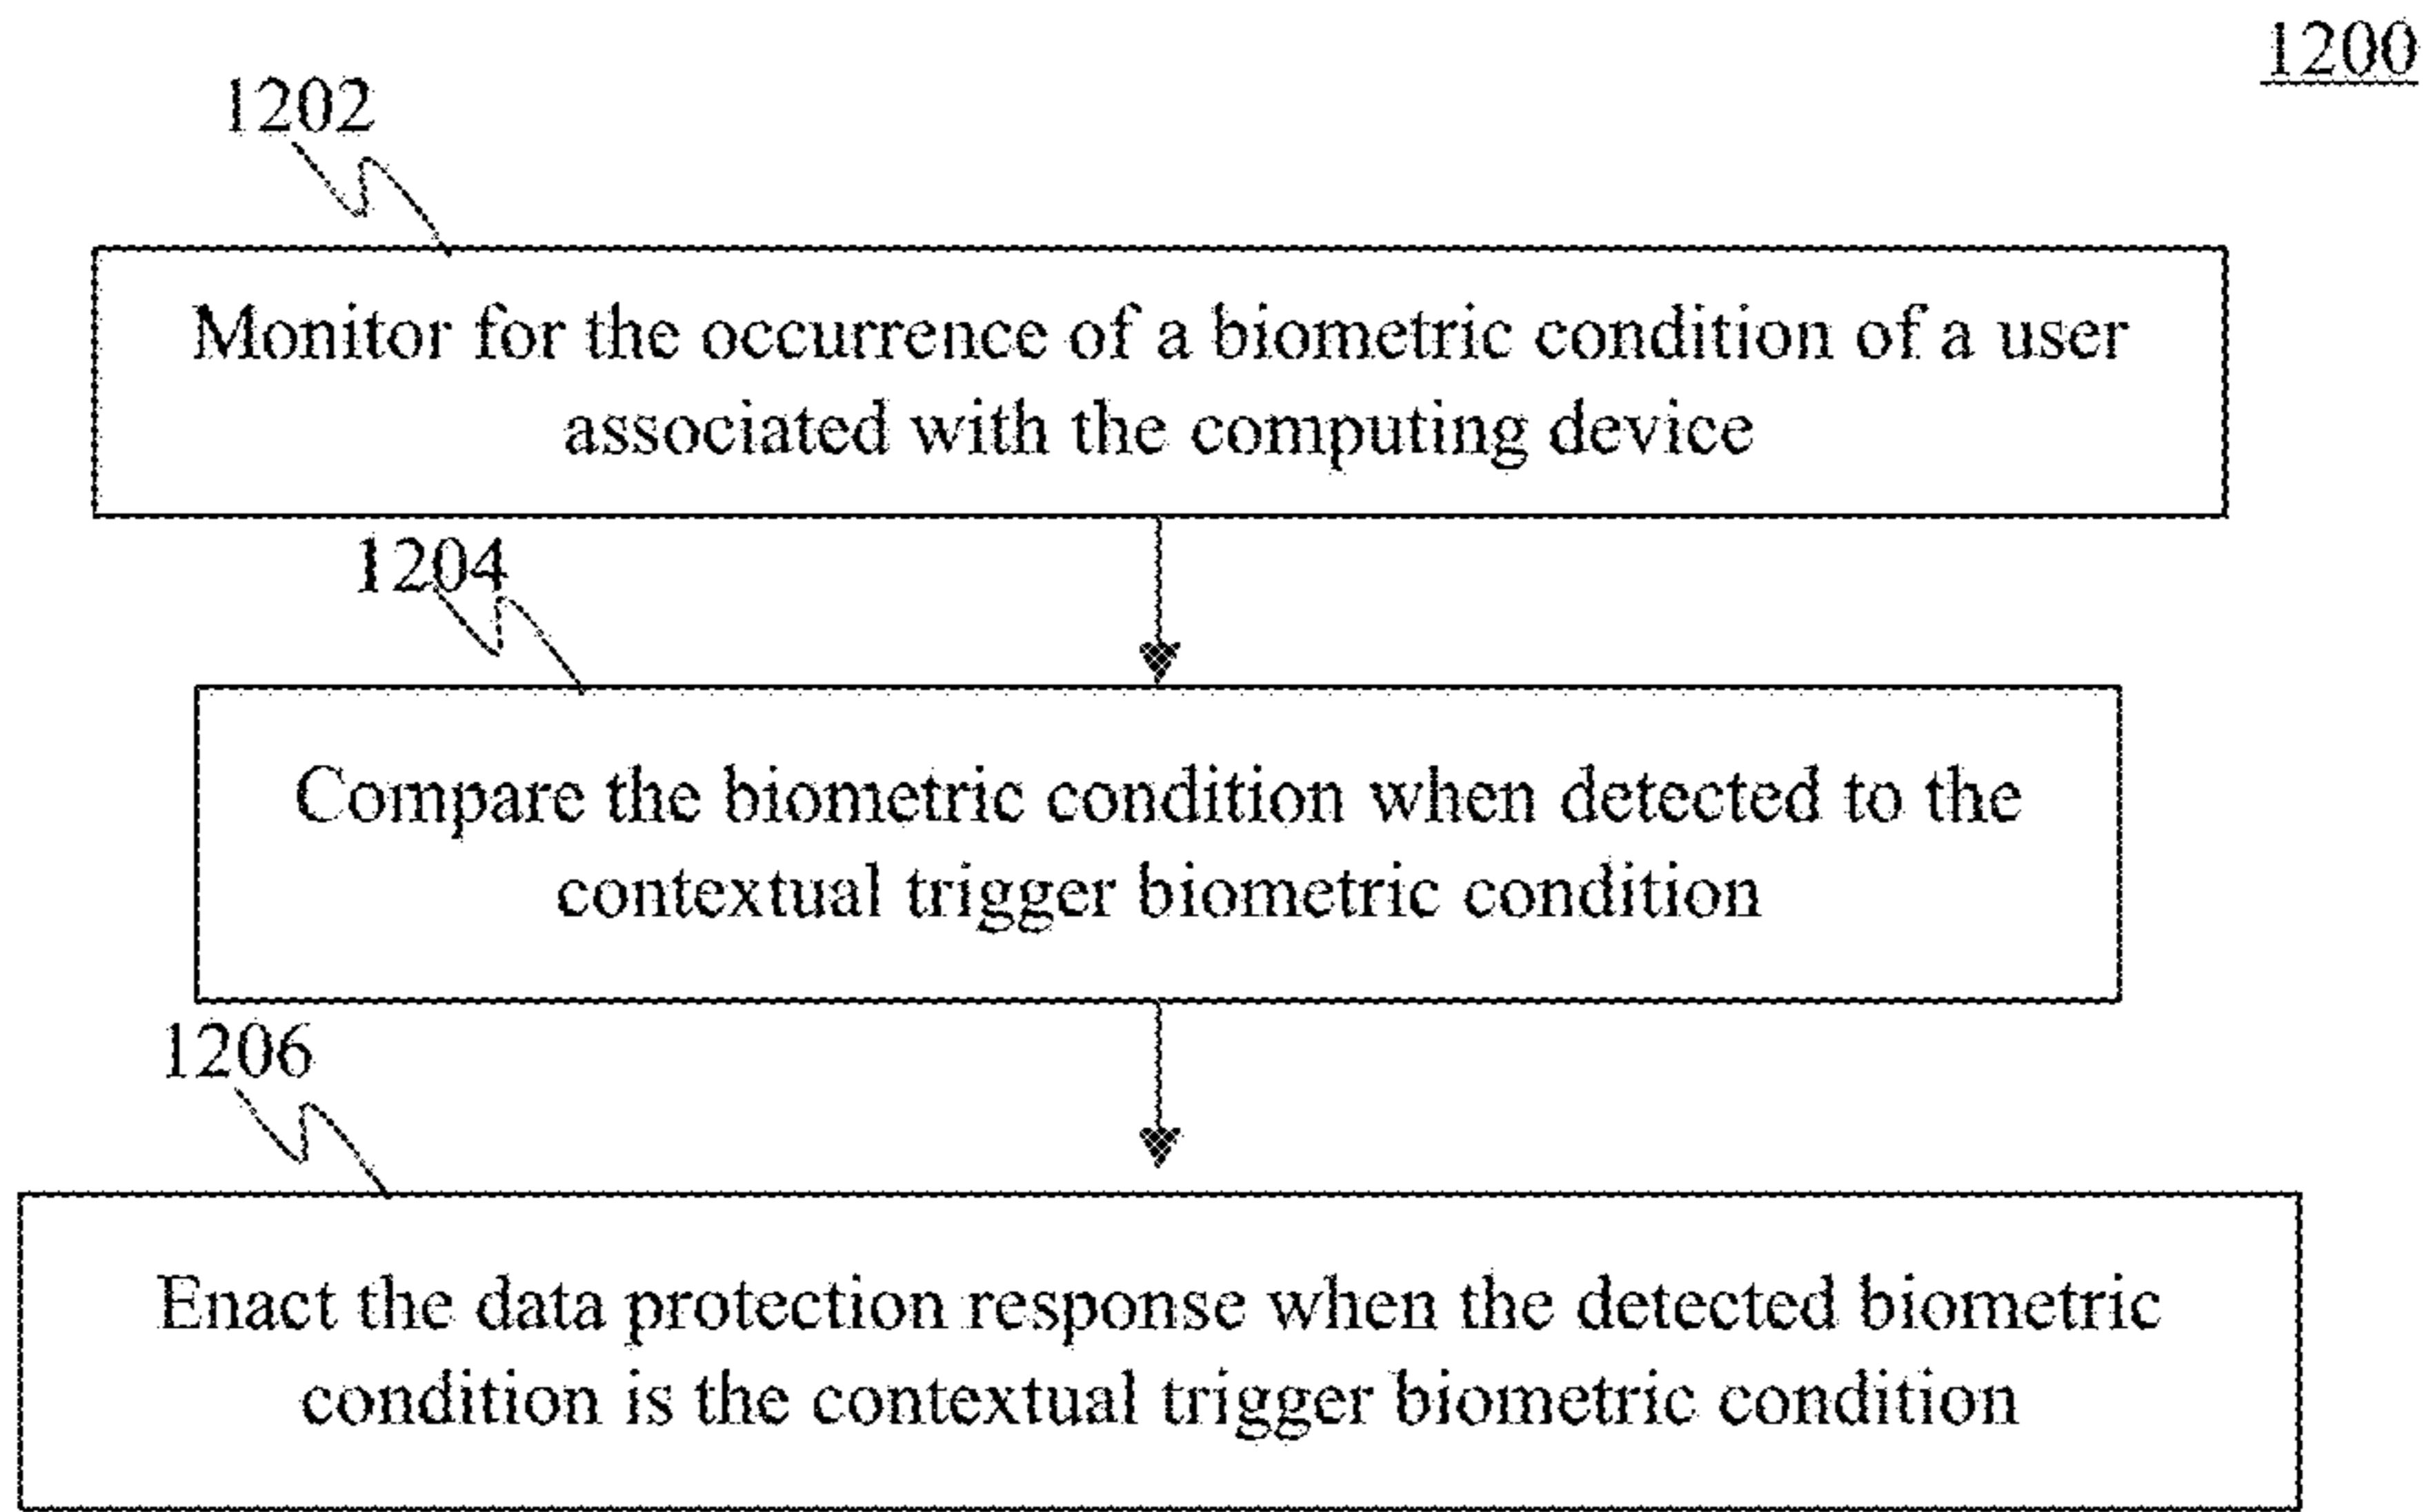 1200
1202
Monitor for the occurrence of a biometric condition of a user
associated with the computing device
1204
Compare the biometric condition when detected to the
contextual trigger biometric condition
1206
Enact the data protection response when the detected biometric
condition is the contextual trigger biometric condition